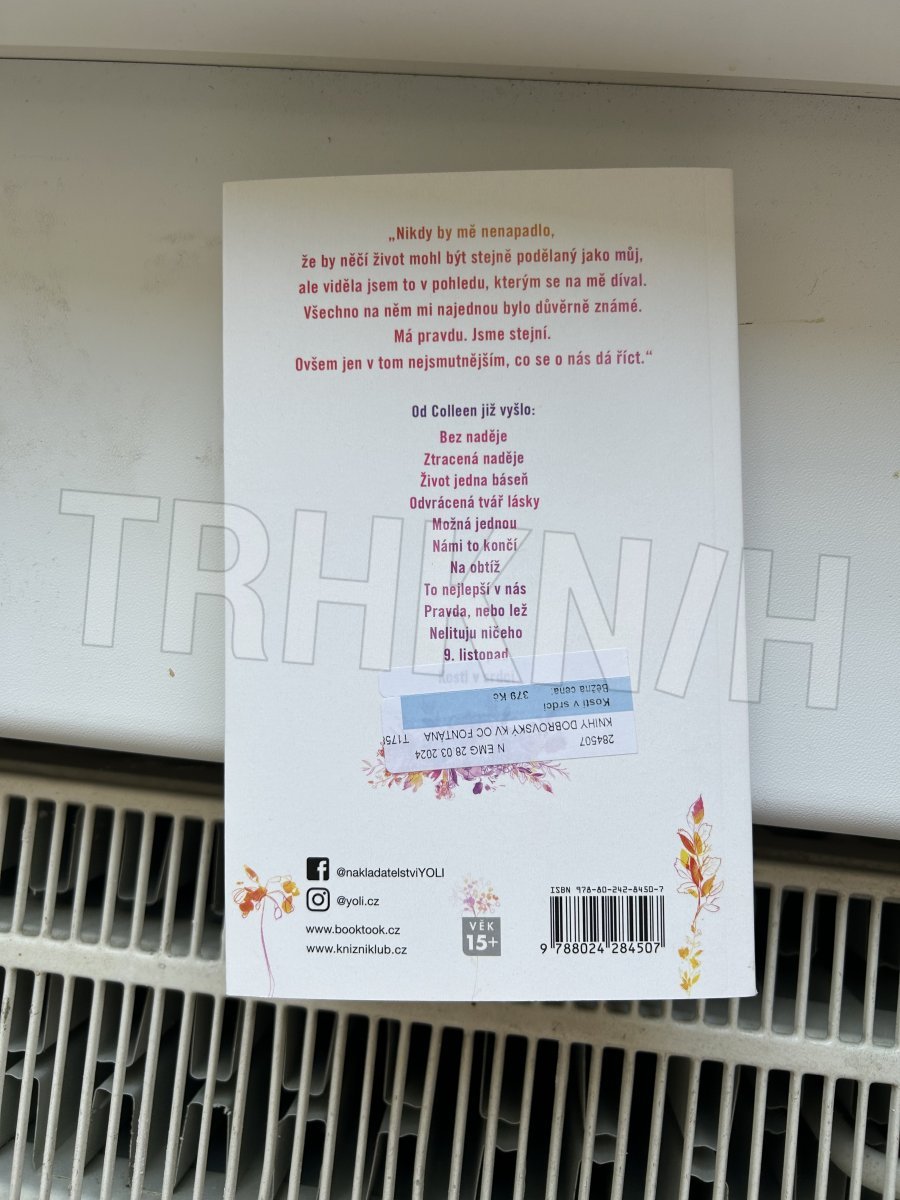 „Nikdy by mě nenapadlo,
že by něčí život mohl být stejně podělaný jako můj,
ale viděla jsem to v pohledu, kterým se na mě díval.
Všechno na něm mi najednou bylo důvěrně známé.
Má pravdu. Jsme stejní.
Ovšem jen v tom nejsmutnějším, co se o nás dá říct.“
Od Colleen již vyšlo:
Bez naděje
Ztracená naděje
Život jedna báseň
Odvrácená tvář lásky
Možná jednou
Námi to končí
Na obtíž
To nejlepší v nás
Pravda, nebo lež
Nelituju ničeho
9. listopad
Kosti v srdci
TRHKNIH
284507 N EMG 28 03 2024
KNIHY DOBROVSKÝ KV OC FONTÁNA
Kosti v srdci
Běžná cena: 379 Kč
@nakladatelstviYOLI
@yoli.cz
www.booktook.cz
www.knizniklub.cz
VĚK
15+
ISBN 978-80-242-8450-7
9 788024 284507